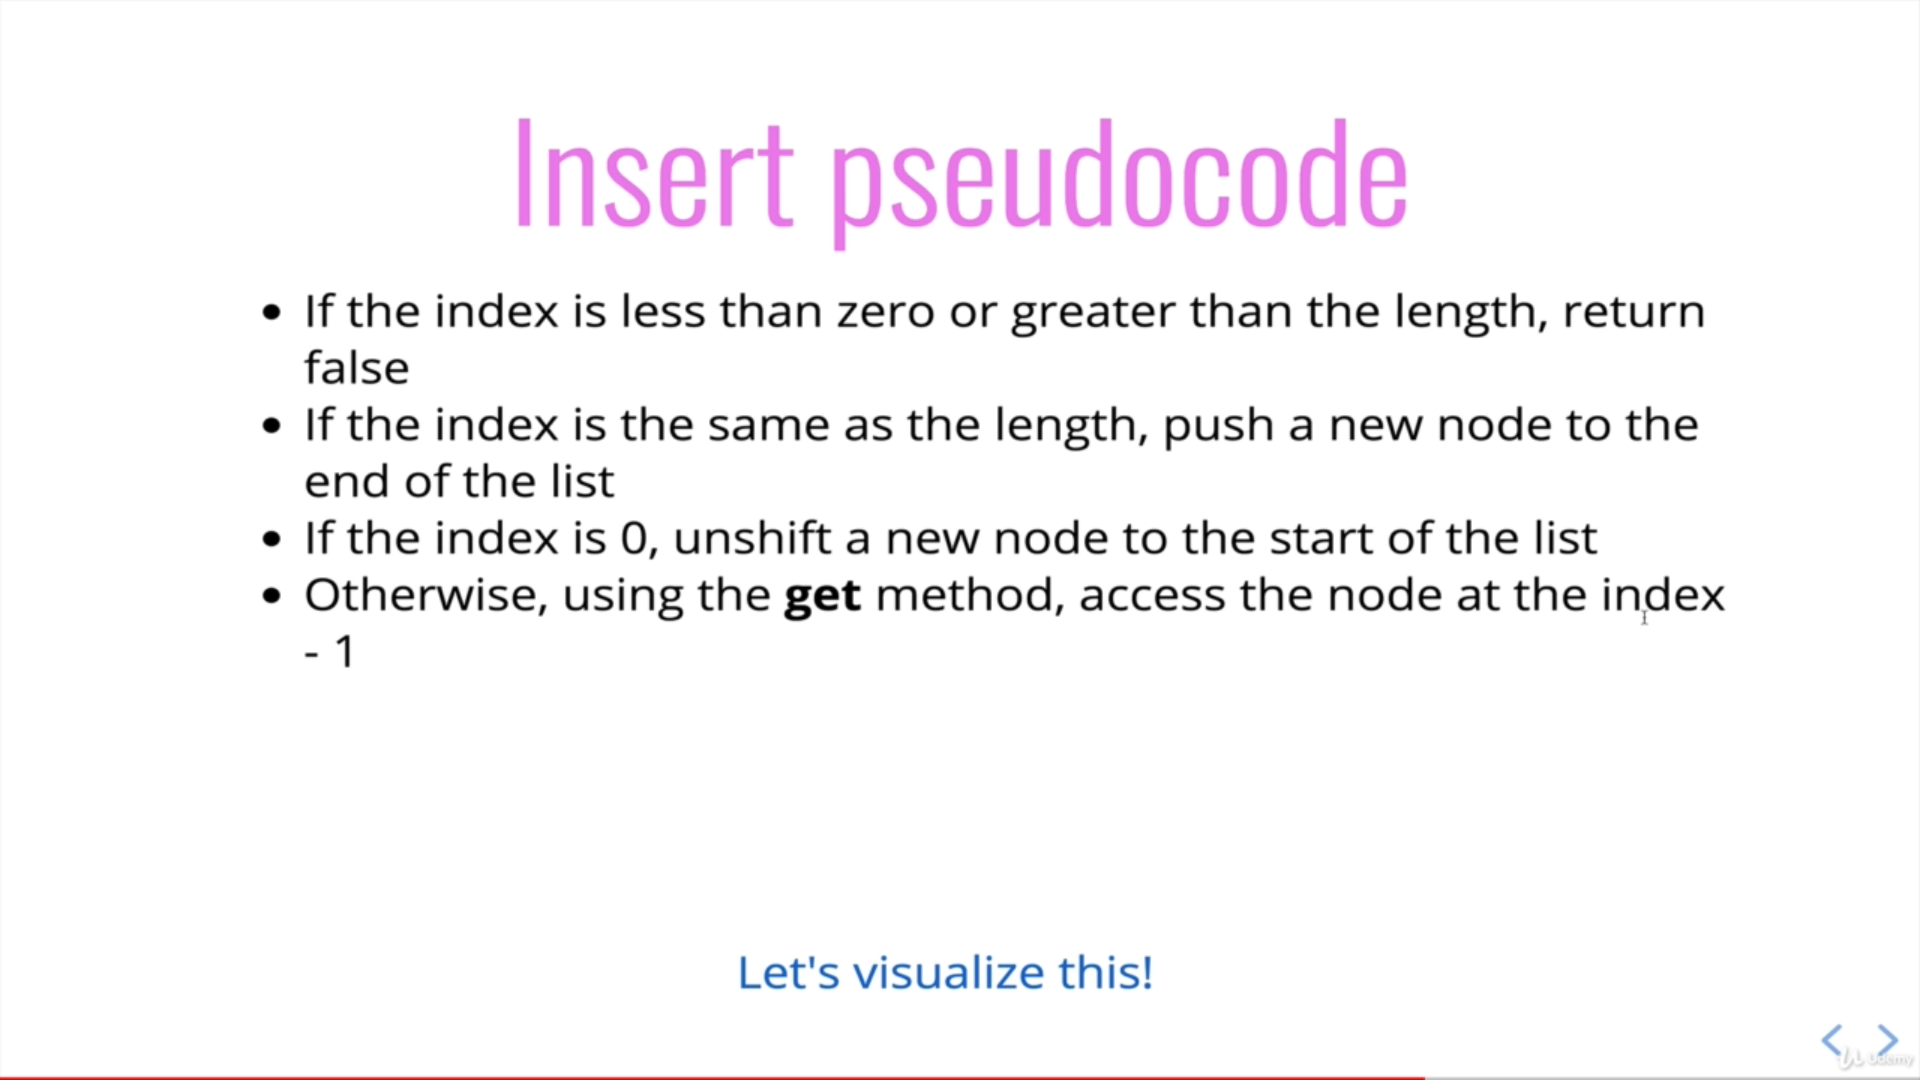 Insert pseudocode
• If the index is less than zero or greater than the length, return
false
• If the index is the same as the length, push a new node to the
end of the list
• If the index is 0, unshift a new node to the start of the list
• Otherwise, using the get method, access the node at the index
- 1
Let's visualize this!
Udemy